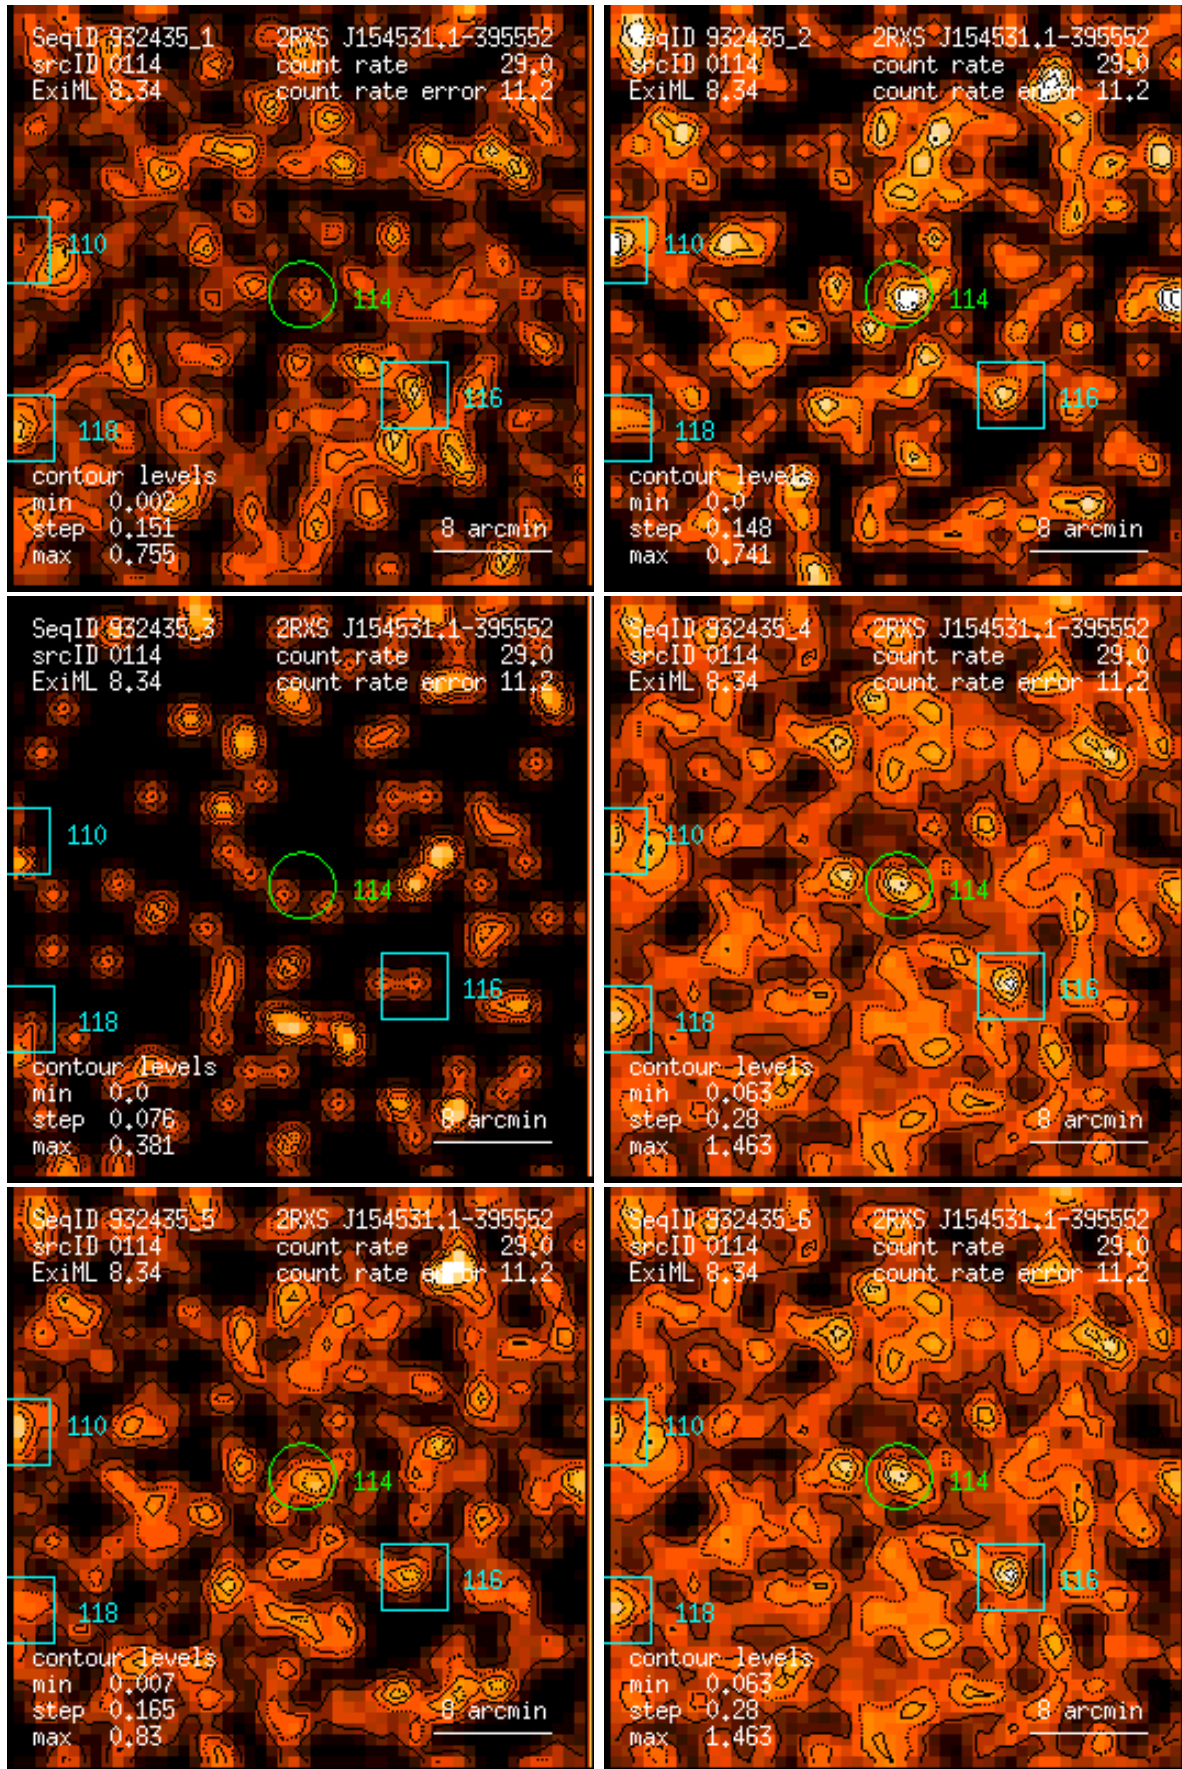 SeqID 932435_1 2RXS J154531.1-395552
srcID 0114 count rate 29.0
ExiML 8.34 count rate error 11.2
110
114
116
118
contour levels
min 0.002
step 0.151 8 arcmin
max 0.755
SeqID 932435_2 2RXS J154531.1-395552
srcID 0114 count rate 29.0
ExiML 8.34 count rate error 11.2
110
114
116
118
contour levels
min 0.0
step 0.148 8 arcmin
max 0.741
SeqID 932435_3 2RXS J154531.1-395552
srcID 0114 count rate 29.0
ExiML 8.34 count rate error 11.2
110
114
116
118
contour levels
min 0.0
step 0.076 8 arcmin
max 0.381
SeqID 932435_4 2RXS J154531.1-395552
srcID 0114 count rate 29.0
ExiML 8.34 count rate error 11.2
110
114
116
118
contour levels
min 0.063
step 0.28 8 arcmin
max 1.463
SeqID 932435_5 2RXS J154531.1-395552
srcID 0114 count rate 29.0
ExiML 8.34 count rate error 11.2
110
114
116
118
contour levels
min 0.007
step 0.165 8 arcmin
max 0.83
SeqID 932435_6 2RXS J154531.1-395552
srcID 0114 count rate 29.0
ExiML 8.34 count rate error 11.2
110
114
116
118
contour levels
min 0.063
step 0.28 8 arcmin
max 1.463